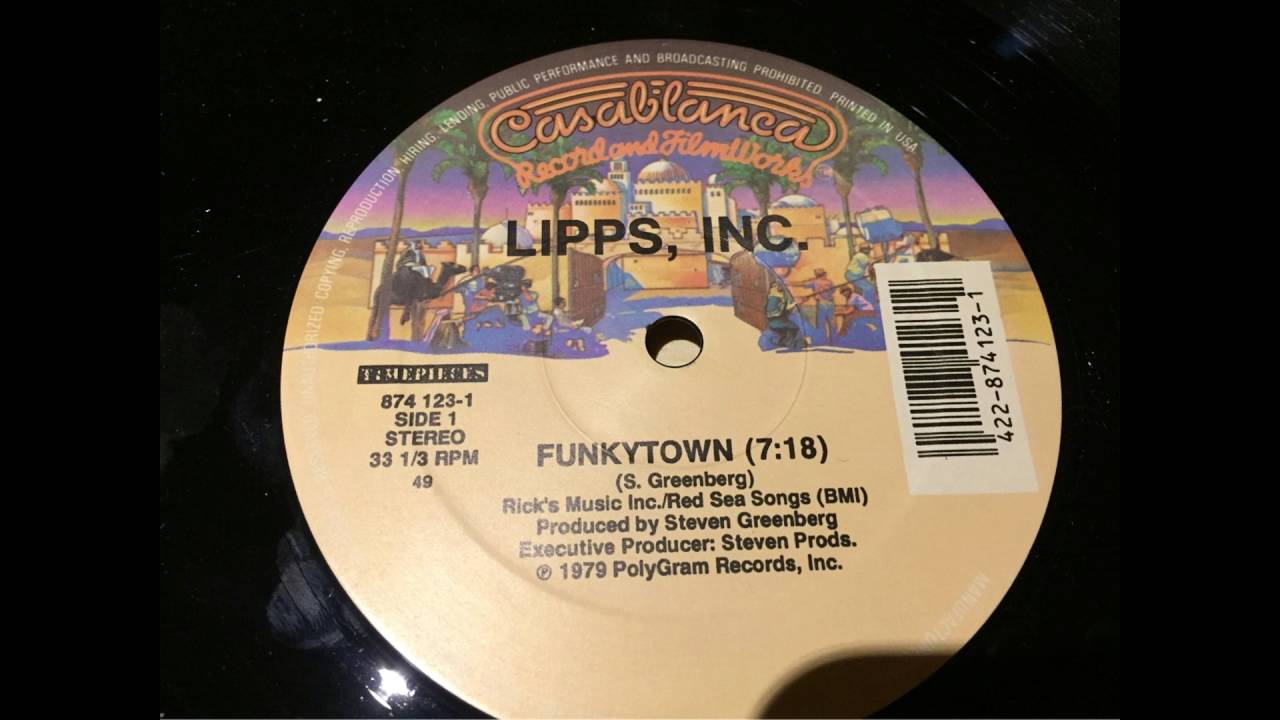 HIRING, LENDING, PUBLIC PERFORMANCE AND BROADCASTING PROHIBITED. PRINTED IN USA
COPYING, REPRODUCTION
Casablanca
Record and FilmWorks
LIPPS, INC.
TIMEPIECES
874 123-1
SIDE 1
STEREO
33 1/3 RPM
49
422-874123-1
FUNKYTOWN (7:18)
(S. Greenberg)
Rick's Music Inc./Red Sea Songs (BMI)
Produced by Steven Greenberg
Executive Producer: Steven Prods.
℗ 1979 PolyGram Records, Inc.